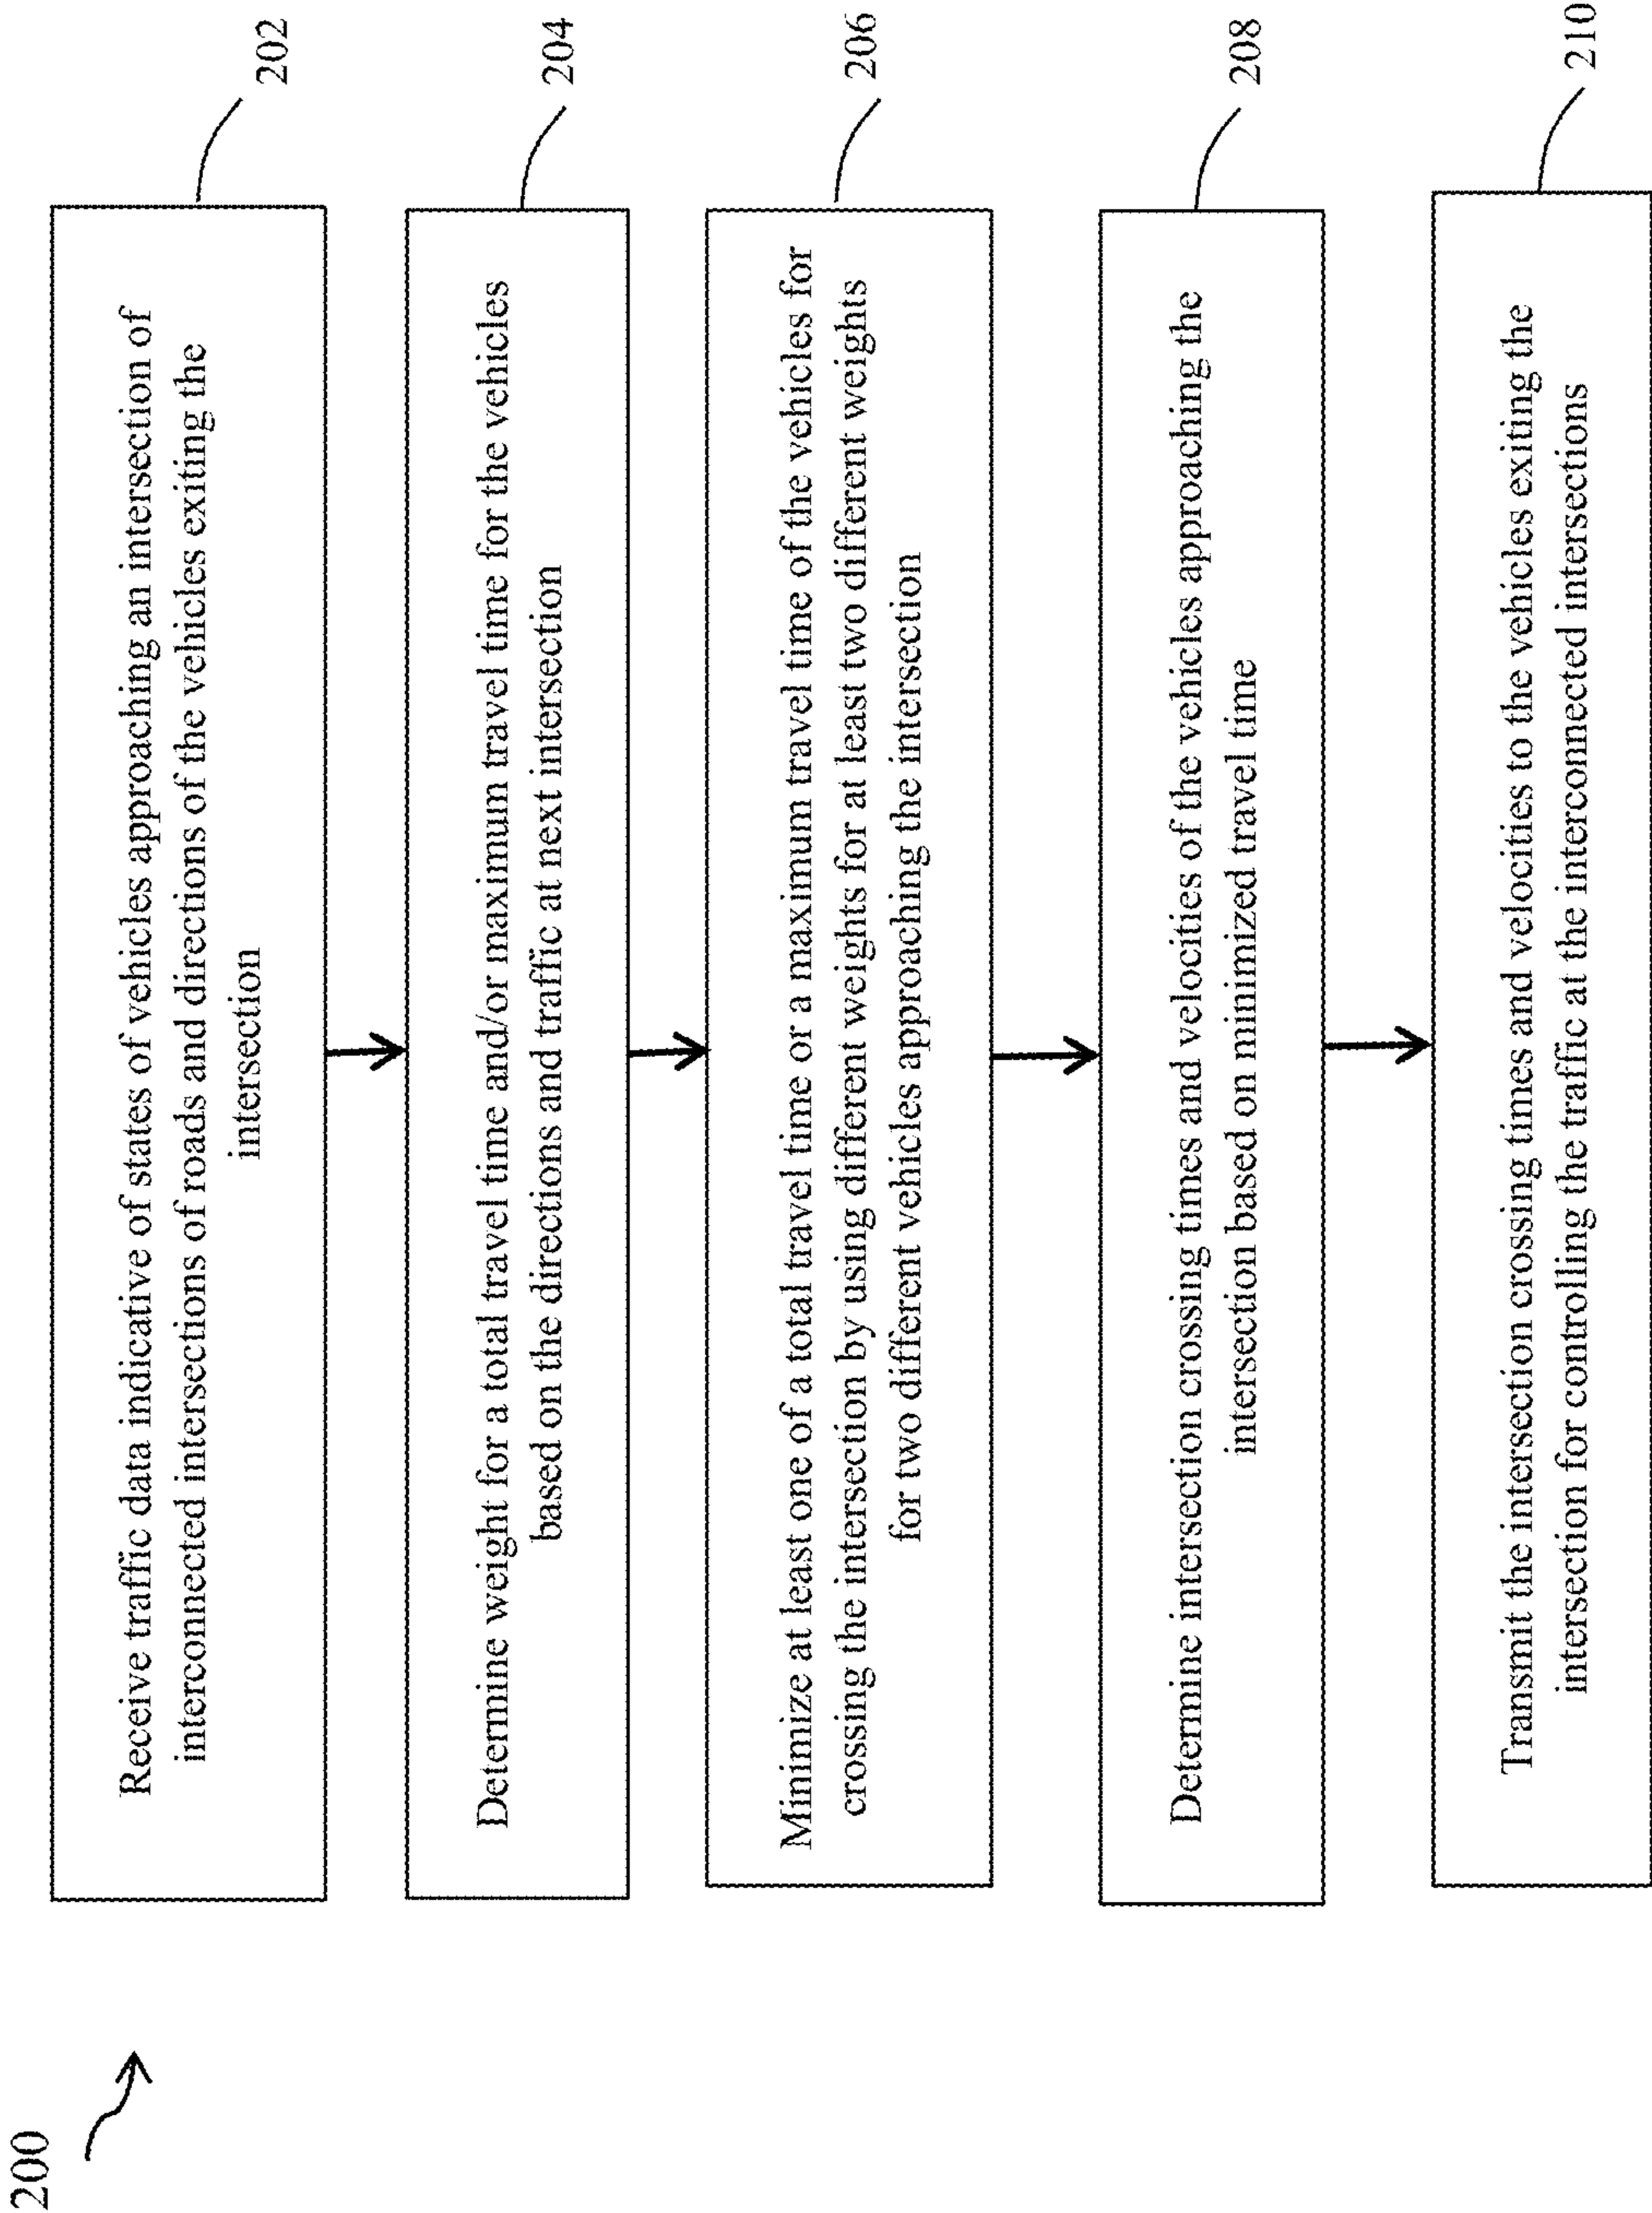 200
Receive traffic data indicative of states of vehicles approaching an intersection of
interconnected intersections of roads and directions of the vehicles exiting the
intersection
202
Determine weight for a total travel time and/or maximum travel time for the vehicles
based on the directions and traffic at next intersection
204
Minimize at least one of a total travel time or a maximum travel time of the vehicles for
crossing the intersection by using different weights for at least two different weights
for two different vehicles approaching the intersection
206
Determine intersection crossing times and velocities of the vehicles approaching the
intersection based on minimized travel time
208
Transmit the intersection crossing times and velocities to the vehicles exiting the
intersection for controlling the traffic at the interconnected intersections
210